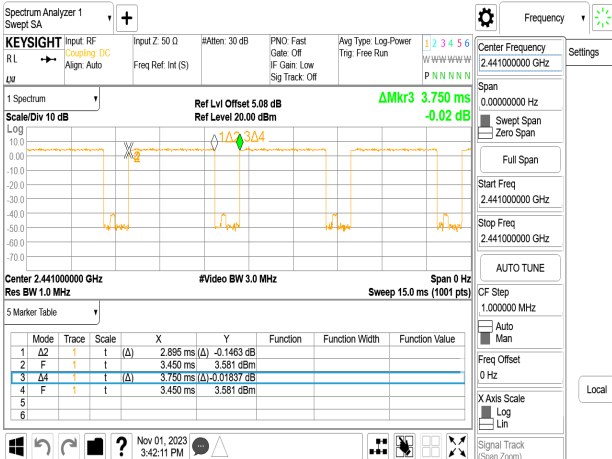 Spectrum Analyzer 1
Swept SA
Frequency
Settings
KEYSIGHT
RL
LXI
Input: RF
Coupling: DC
Align: Auto
Input Z: 50 Ω
Freq Ref: Int (S)
#Atten: 30 dB
PNO: Fast
Gate: Off
IF Gain: Low
Sig Track: Off
Avg Type: Log-Power
Trig: Free Run
1 2 3 4 5 6
W W W W W W
P N N N N N
1 Spectrum
Scale/Div 10 dB
Ref Lvl Offset 5.08 dB
Ref Level 20.00 dBm
ΔMkr3 3.750 ms
-0.02 dB
Log
10.0
0.00
-10.0
-20.0
-30.0
-40.0
-50.0
-60.0
-70.0
1Δ2 3Δ4
Center 2.441000000 GHz
Res BW 1.0 MHz
#Video BW 3.0 MHz
Span 0 Hz
Sweep 15.0 ms (1001 pts)
5 Marker Table
Mode Trace Scale X Y Function Function Width Function Value
1 Δ2 1 t (Δ) 2.895 ms (Δ) -0.1463 dB
2 F 1 t 3.450 ms 3.581 dBm
3 Δ4 1 t (Δ) 3.750 ms (Δ) -0.01837 dB
4 F 1 t 3.450 ms 3.581 dBm
5
6
Nov 01, 2023
3:42:11 PM
Center Frequency
2.441000000 GHz
Span
0.00000000 Hz
Swept Span
Zero Span
Full Span
Start Freq
2.441000000 GHz
Stop Freq
2.441000000 GHz
AUTO TUNE
CF Step
1.000000 MHz
Auto
Man
Freq Offset
0 Hz
X Axis Scale
Log
Lin
Signal Track
(Span Zoom)
Local